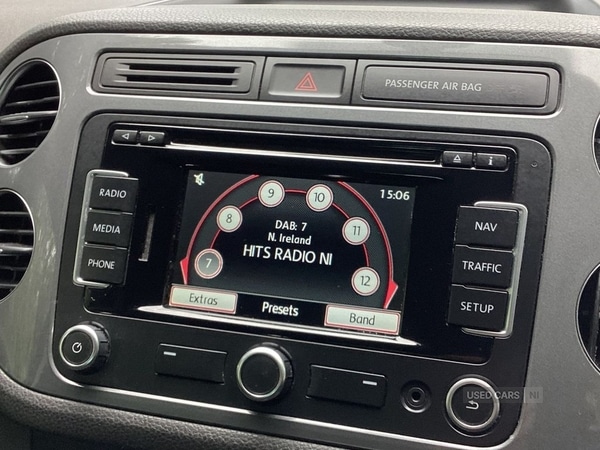 PASSENGER AIR BAG
RADIO
MEDIA
PHONE
15:06
9
10
8
11
7
12
DAB: 7
N. Ireland
HITS RADIO NI
Extras
Presets
Band
NAV
TRAFFIC
SETUP
i
USED CARS NI